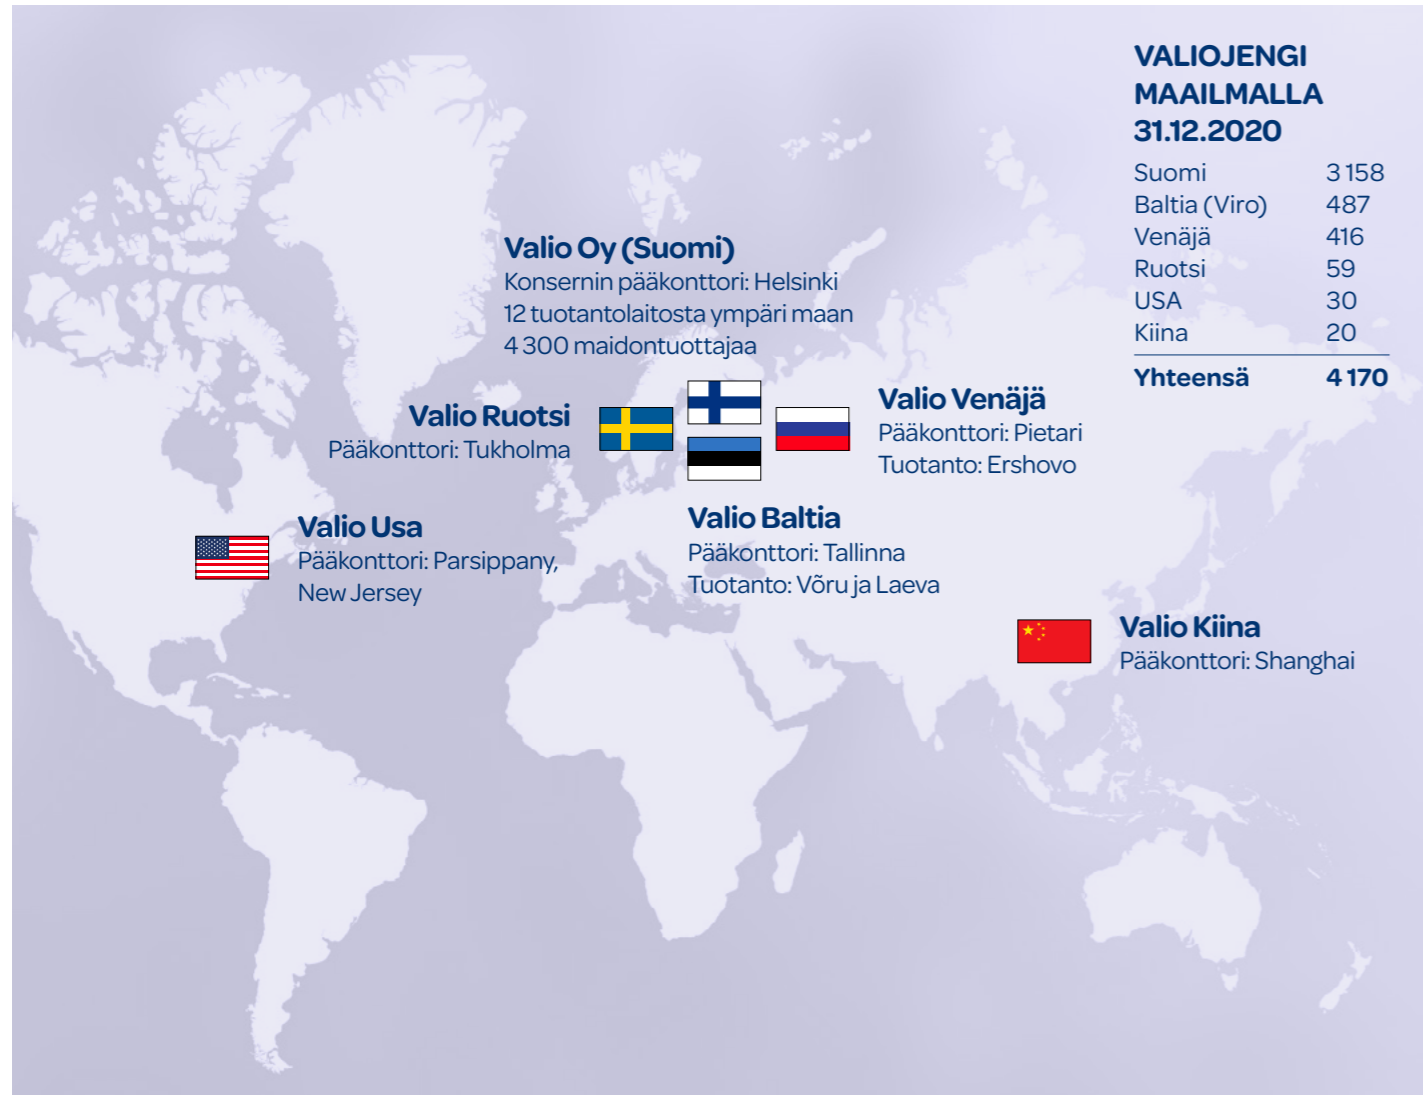 VALIOJENGI
MAAILMALLA
31.12.2020
Suomi 3 158
Baltia (Viro) 487
Venäjä 416
Ruotsi 59
USA 30
Kiina 20
Yhteensä 4 170
Valio Oy (Suomi)
Konsernin pääkonttori: Helsinki
12 tuotantolaitosta ympäri maan
4 300 maidontuottajaa
Valio Ruotsi
Pääkonttori: Tukholma
Valio Venäjä
Pääkonttori: Pietari
Tuotanto: Ershovo
Valio Usa
Pääkonttori: Parsippany,
New Jersey
Valio Baltia
Pääkonttori: Tallinna
Tuotanto: Võru ja Laeva
Valio Kiina
Pääkonttori: Shanghai